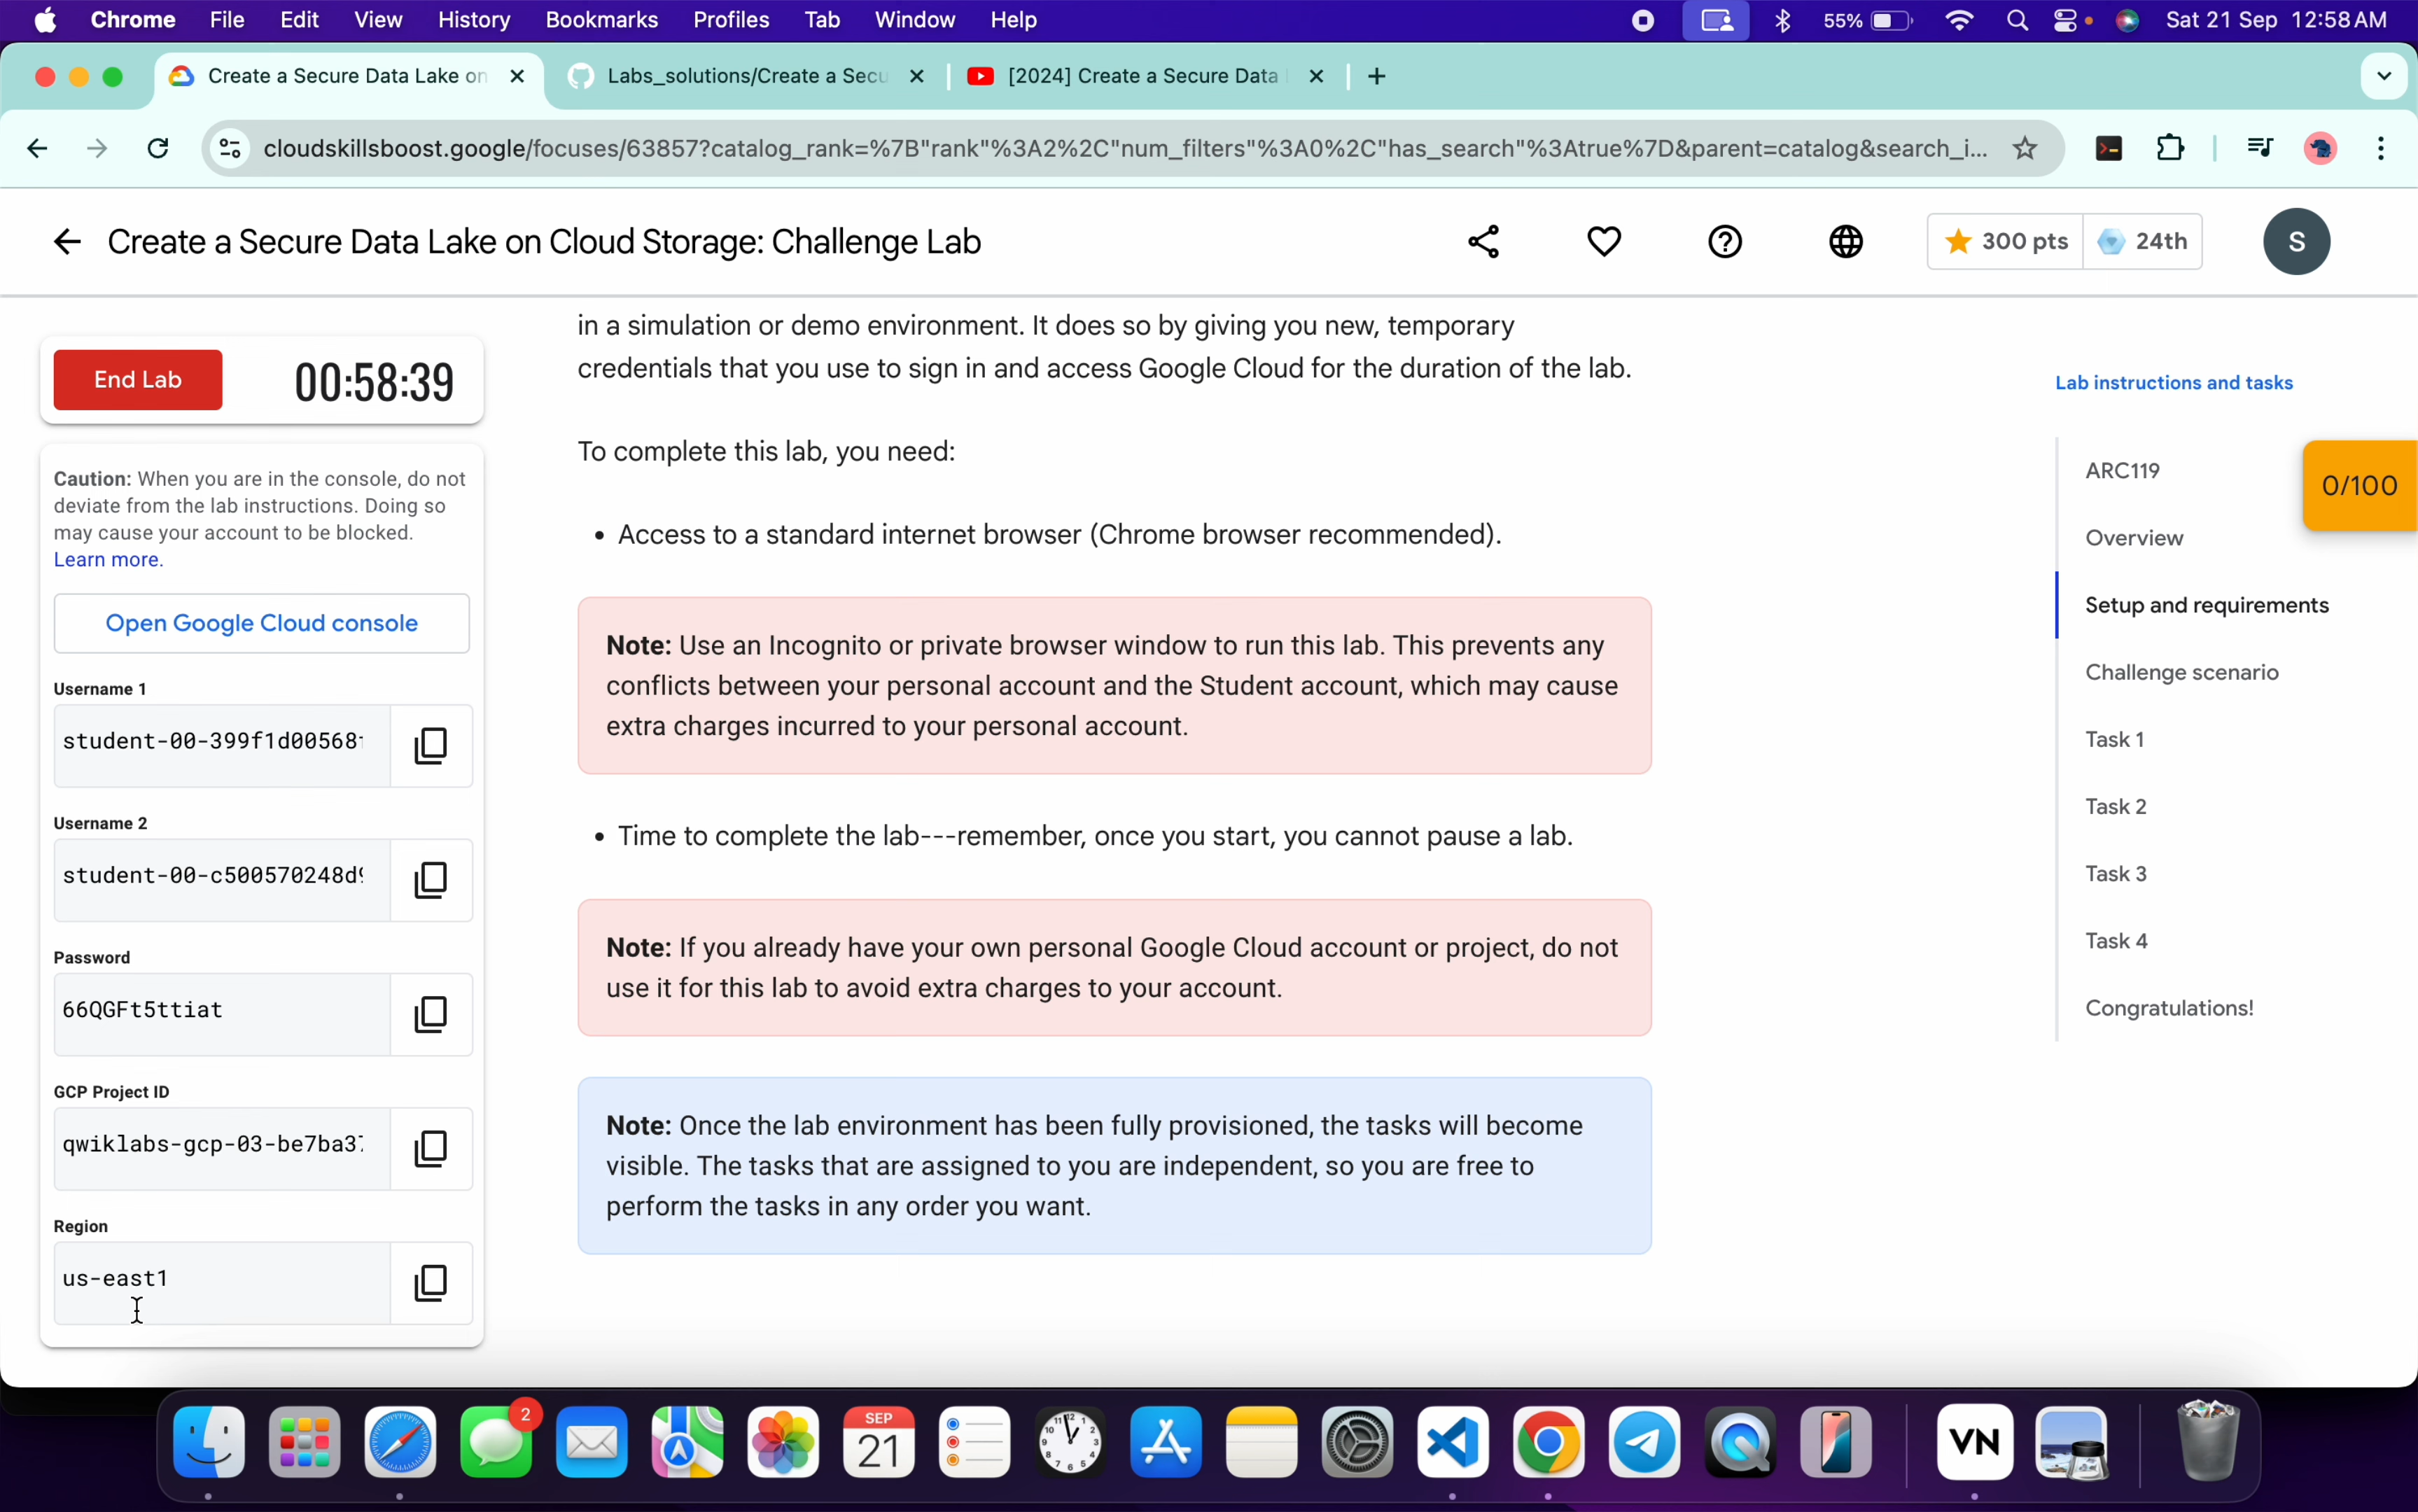 Chrome File Edit View History Bookmarks Profiles Tab Window Help 55% Sat 21 Sep 12:58 AM
Create a Secure Data Lake on Labs_solutions/Create a Secu [2024] Create a Secure Data
cloudskillsboost.google/focuses/63857?catalog_rank=%7B"rank"%3A2%2C"num_filters"%3A0%2C"has_search"%3Atrue%7D&parent=catalog&search_i...
Create a Secure Data Lake on Cloud Storage: Challenge Lab
300 pts 24th S
End Lab 00:58:39
Caution: When you are in the console, do not
deviate from the lab instructions. Doing so
may cause your account to be blocked.
Learn more.
Open Google Cloud console
Username 1
student-00-399f1d00568
Username 2
student-00-c500570248d
Password
66QGFt5ttiat
GCP Project ID
qwiklabs-gcp-03-be7ba3
Region
us-east1
in a simulation or demo environment. It does so by giving you new, temporary
credentials that you use to sign in and access Google Cloud for the duration of the lab.
To complete this lab, you need:
• Access to a standard internet browser (Chrome browser recommended).
Note: Use an Incognito or private browser window to run this lab. This prevents any
conflicts between your personal account and the Student account, which may cause
extra charges incurred to your personal account.
• Time to complete the lab---remember, once you start, you cannot pause a lab.
Note: If you already have your own personal Google Cloud account or project, do not
use it for this lab to avoid extra charges to your account.
Note: Once the lab environment has been fully provisioned, the tasks will become
visible. The tasks that are assigned to you are independent, so you are free to
perform the tasks in any order you want.
Lab instructions and tasks
ARC119
0/100
Overview
Setup and requirements
Challenge scenario
Task 1
Task 2
Task 3
Task 4
Congratulations!
2
SEP
21
VN